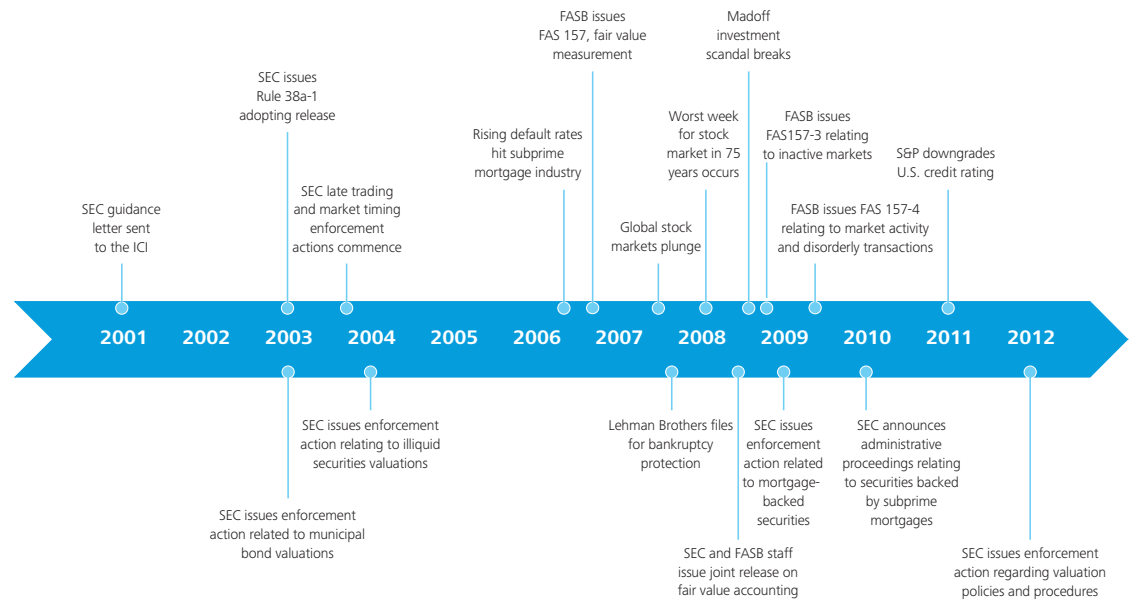 FASB issues
FAS 157, fair value
measurement
Madoff
investment
scandal breaks
SEC issues
Rule 38a-1
adopting release
Rising default rates
hit subprime
mortgage industry
Worst week
for stock
market in 75
years occurs
FASB issues
FAS157-3 relating
to inactive markets
S&P downgrades
U.S. credit rating
SEC guidance
letter sent
to the ICI
SEC late trading
and market timing
enforcement
actions commence
Global stock
markets plunge
FASB issues FAS 157-4
relating to market activity
and disorderly transactions
2001 2002 2003 2004 2005 2006 2007 2008 2009 2010 2011 2012
SEC issues enforcement
action relating to illiquid
securities valuations
Lehman Brothers files
for bankruptcy
protection
SEC issues
enforcement
action related
to mortgage-
backed
securities
SEC announces
administrative
proceedings relating
to securities backed
by subprime
mortgages
SEC issues enforcement
action related to municipal
bond valuations
SEC and FASB staff
issue joint release on
fair value accounting
SEC issues enforcement
action regarding valuation
policies and procedures